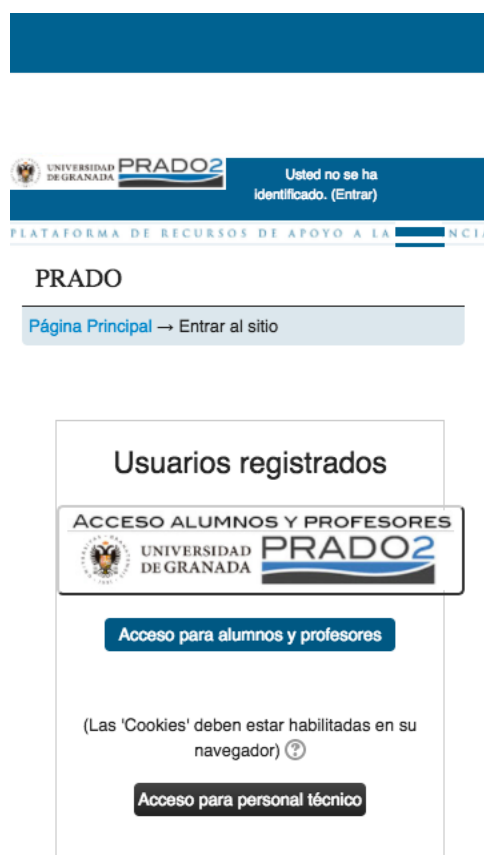 UNIVERSIDAD DE GRANADA PRADO2
Usted no se ha
identificado. (Entrar)
PLATAFORMA DE RECURSOS DE APOYO A LA NCI
PRADO
Página Principal → Entrar al sitio
Usuarios registrados
ACCESO ALUMNOS Y PROFESORES
UNIVERSIDAD DE GRANADA PRADO2
Acceso para alumnos y profesores
(Las 'Cookies' deben estar habilitadas en su
navegador) ?
Acceso para personal técnico